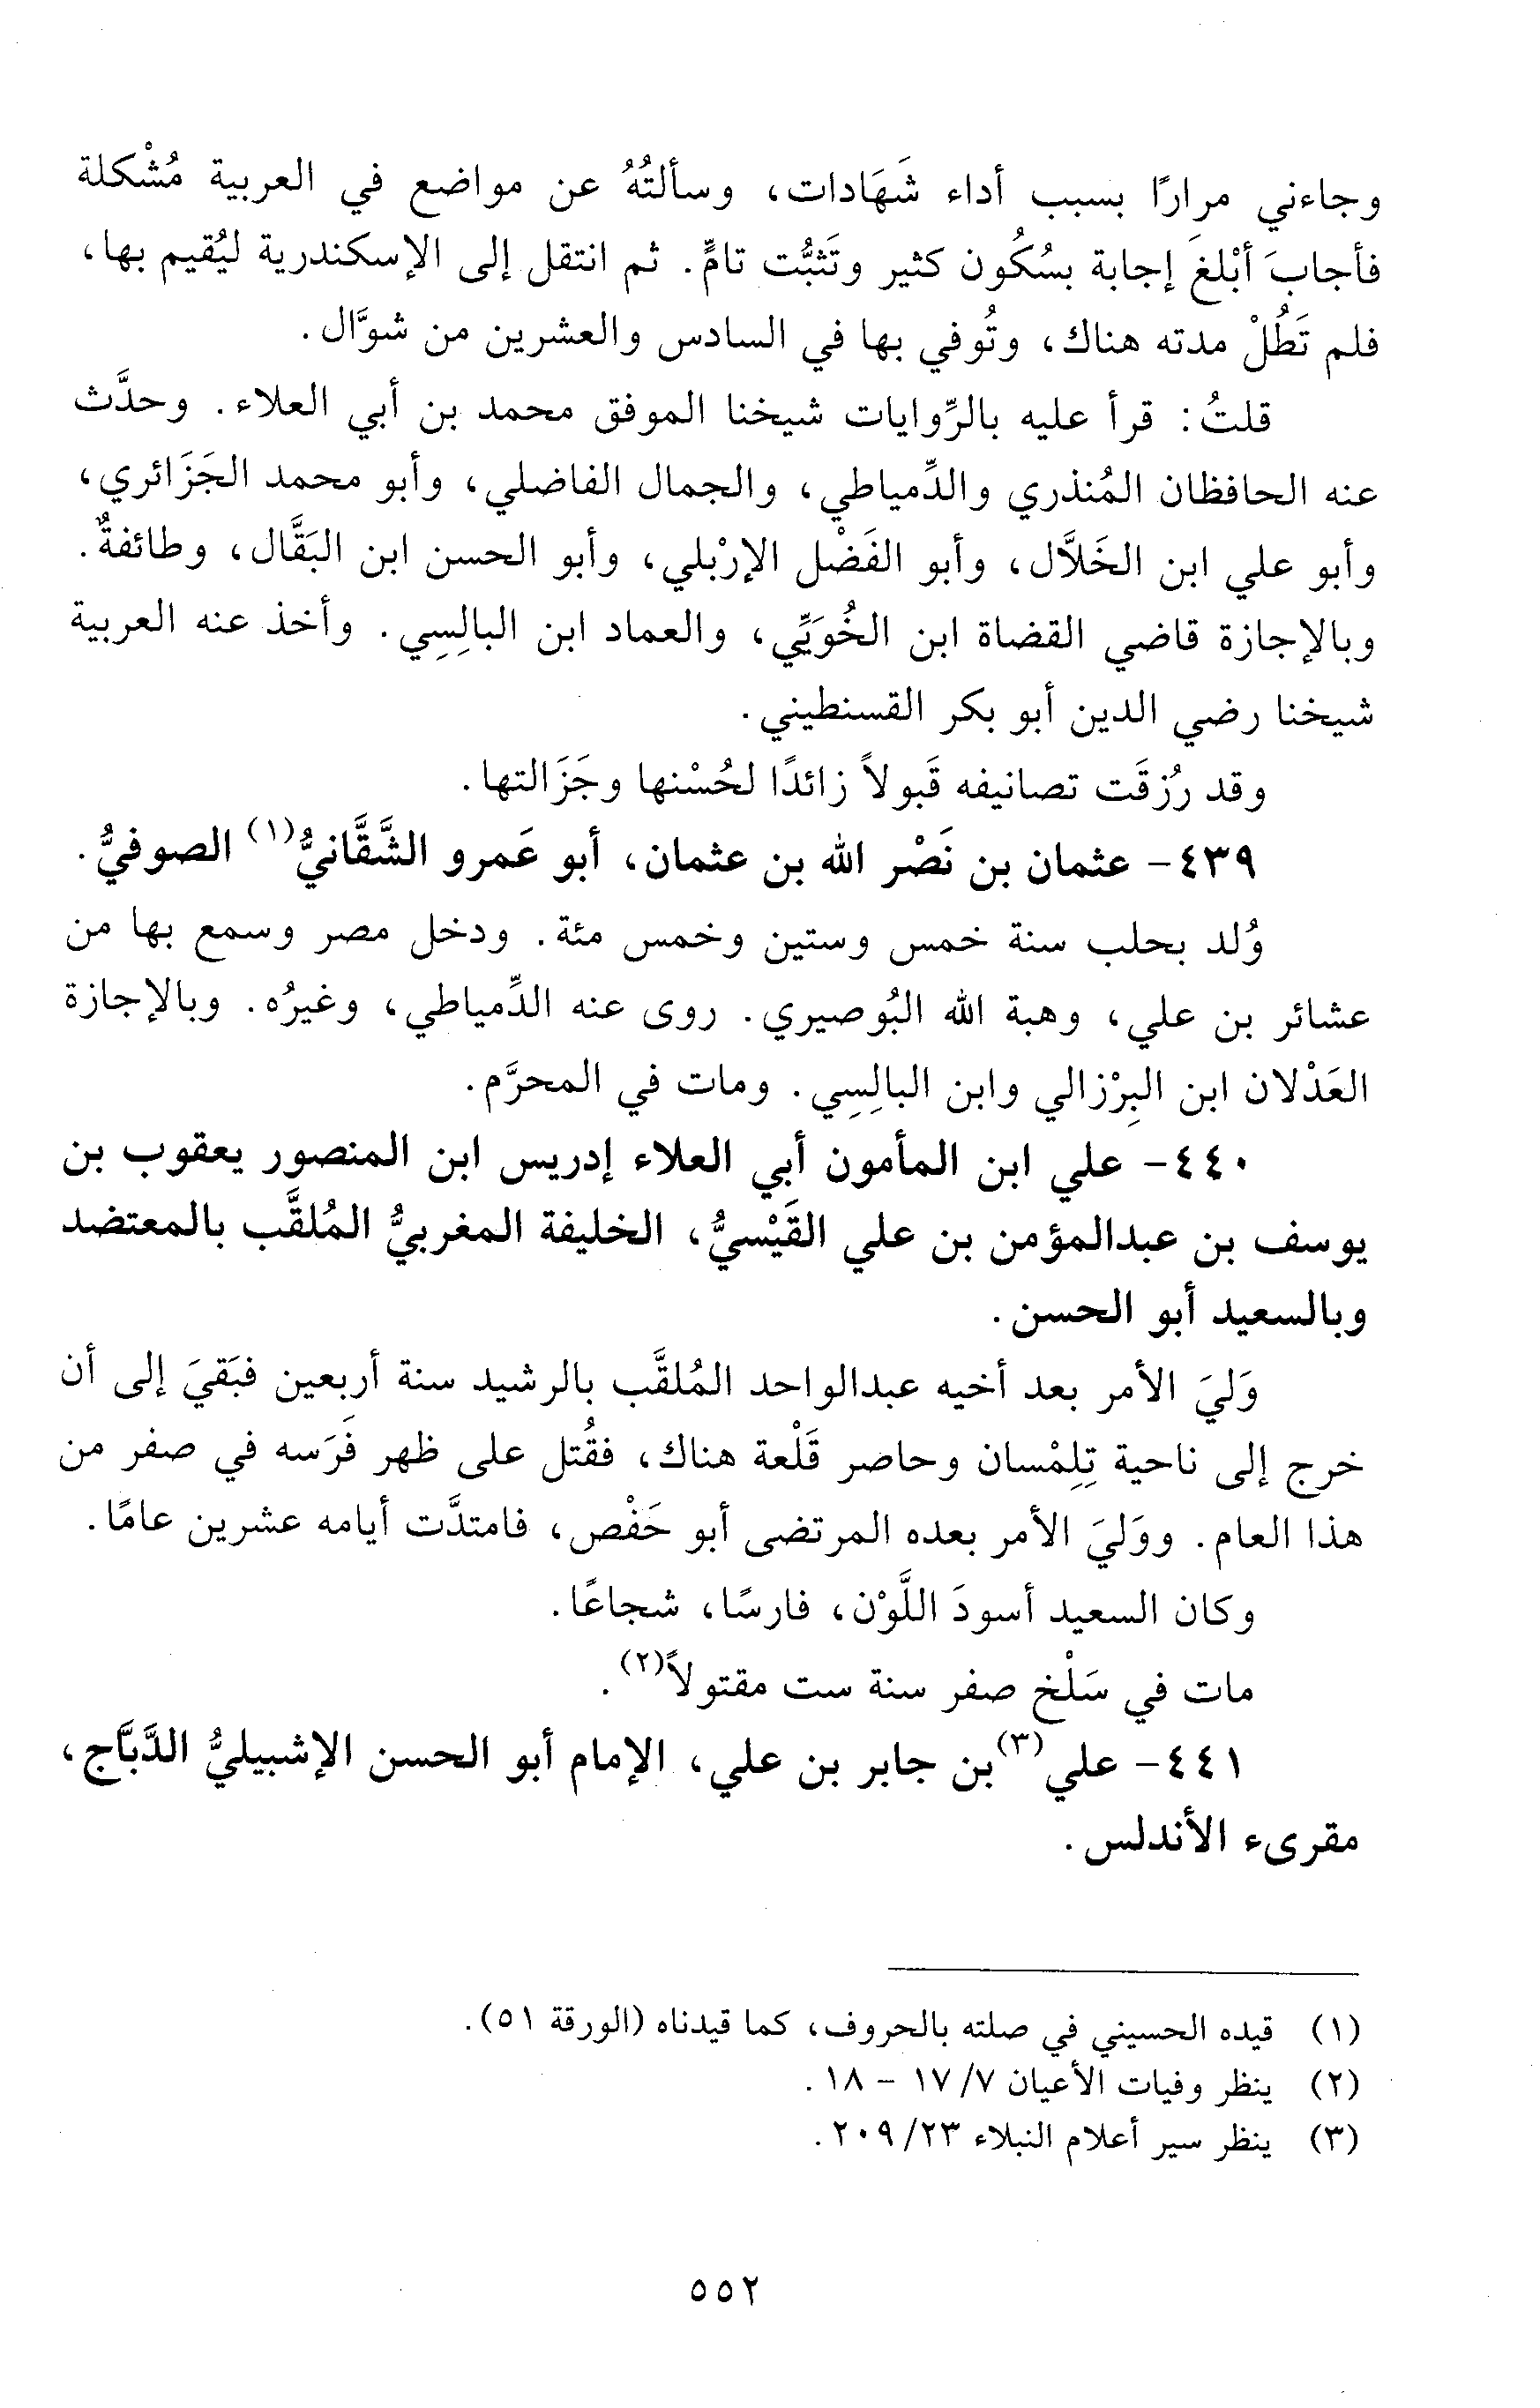 وجاءني مرارًا بسبب أداء شَهَادات، وسألتُهُ عن مواضع في العربية مُشْكلة
فأجابَ أبْلغَ إجابة بسُكُون كثير وتَثبُّت تامٍّ. ثم انتقل إلى الإسكندرية ليُقيم بها،
فلم تَطُلْ مدته هناك، وتُوفي بها في السادس والعشرين من شوَّال.
قلتُ: قرأ عليه بالرِّوايات شيخنا الموفق محمد بن أبي العلاء. وحدَّث
عنه الحافظان المُنذري والدِّمياطي، والجمال الفاضلي، وأبو محمد الجَزَائري،
وأبو علي ابن الخَلاَّل، وأبو الفَضْل الإرْبلي، وأبو الحسن ابن البَقَّال، وطائفةٌ.
وبالإجازة قاضي القضاة ابن الخُوَيِّي، والعماد ابن البالِسِي. وأخذ عنه العربية
شيخنا رضي الدين أبو بكر القسنطيني.
وقد رُزقَت تصانيفه قَبولاً زائدًا لحُسْنها وجَزَالتها.
٤٣٩- عثمان بن نَصْر الله بن عثمان، أبو عَمرو الشَّقَّانيُّ(١) الصوفيُّ.
وُلد بحلب سنة خمس وستين وخمس مئة. ودخل مصر وسمع بها من
عشائر بن علي، وهبة الله البُوصيري. روى عنه الدِّمياطي، وغيرُه. وبالإجازة
العَدْلان ابن البِرْزالي وابن البالِسِي. ومات في المحرَّم.
٤٤٠- علي ابن المأمون أبي العلاء إدريس ابن المنصور يعقوب بن
يوسف بن عبدالمؤمن بن علي القَيْسيُّ، الخليفة المغربيُّ المُلقَّب بالمعتضد
وبالسعيد أبو الحسن.
وَليَ الأمر بعد أخيه عبدالواحد المُلقَّب بالرشيد سنة أربعين فبَقيَ إلى أن
خرج إلى ناحية تِلِمْسان وحاصر قَلْعة هناك، فقُتل على ظهر فَرَسه في صفر من
هذا العام. ووَليَ الأمر بعده المرتضى أبو حَفْص، فامتدَّت أيامه عشرين عامًا.
وكان السعيد أسودَ اللَّوْن، فارسًا، شجاعًا.
مات في سَلْخ صفر سنة ست مقتولاً(٢).
٤٤١- علي(٣) بن جابر بن علي، الإمام أبو الحسن الإشبيليُّ الدَّبَّاج،
مقرىء الأندلس.
(١) قيده الحسيني في صلته بالحروف، كما قيدناه (الورقة ٥١).
(٢) ينظر وفيات الأعيان ٧/ ١٧ - ١٨.
(٣) ينظر سير أعلام النبلاء ٢٣/ ٢٠٩.
٥٥٢